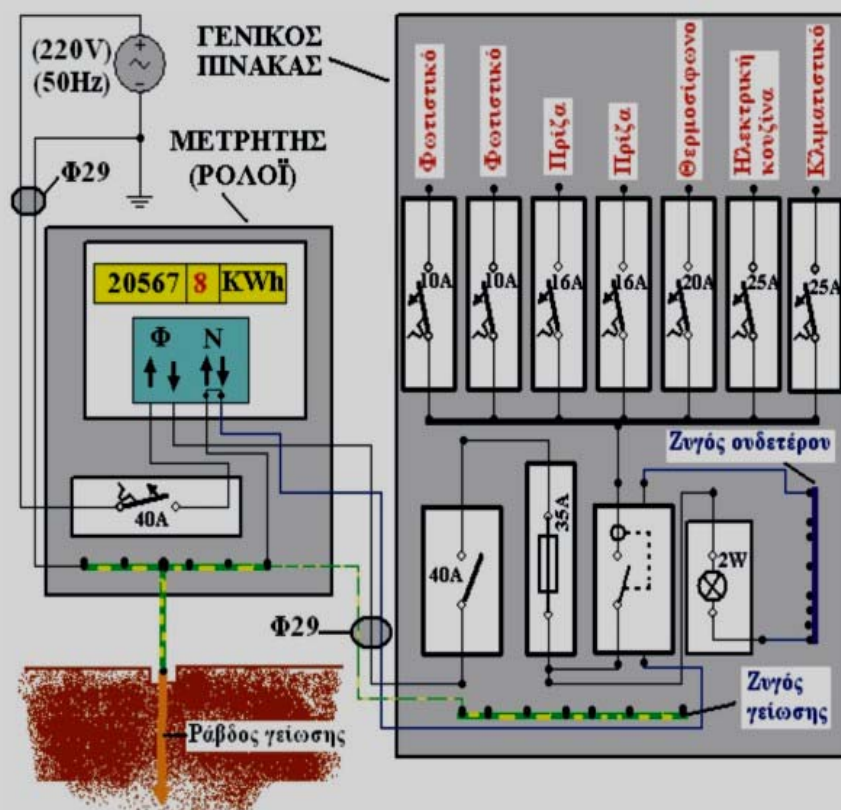 (220V)
(50Hz)
ΓΕΝΙΚΟΣ
ΠΙΝΑΚΑΣ
Φ29
ΜΕΤΡΗΤΗΣ
(ΡΟΛΟΪ)
20567 8 KWh
Φ N
40A
Φωτιστικό
Φωτιστικό
Πρίζα
Πρίζα
Θερμοσίφωνο
Ηλεκτρική
κουζίνα
Κλιματιστικό
10A
10A
16A
16A
20A
25A
25A
Ζυγός ουδετέρου
40A
35A
2W
Φ29
Ζυγός
γείωσης
Ράβδος γείωσης